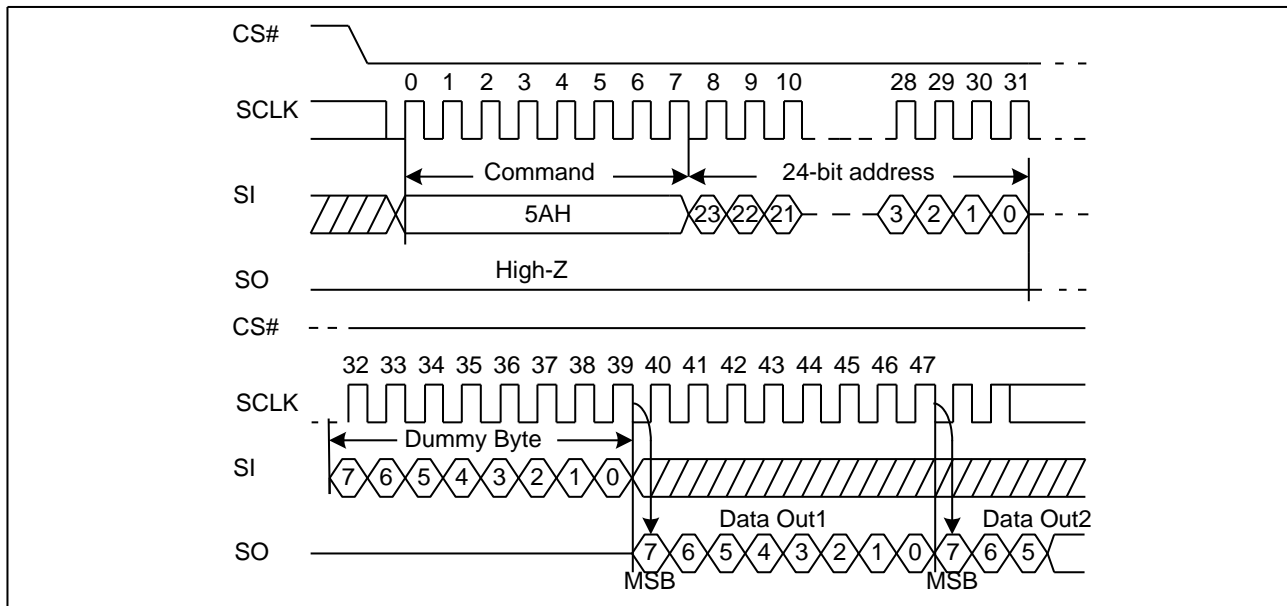 CS#
0 1 2 3 4 5 6 7 8 9 10 28 29 30 31
SCLK
Command 24-bit address
SI
5AH 23 22 21 3 2 1 0
High-Z
SO
CS#
32 33 34 35 36 37 38 39 40 41 42 43 44 45 46 47
SCLK
Dummy Byte
SI
7 6 5 4 3 2 1 0
Data Out1 Data Out2
SO
7 6 5 4 3 2 1 0 7 6 5
MSB MSB